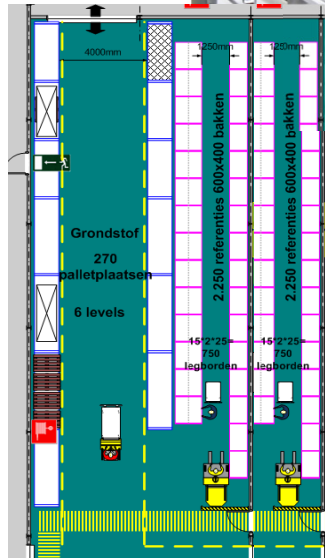 4000mm
1250mm
1250mm
Grondstof
270
palletplaatsen
6 levels
2.250 referenties 600x400 bakken
2.250 referenties 600x400 bakken
15*2*25=
750
legborden
15*2*25=
750
legborden